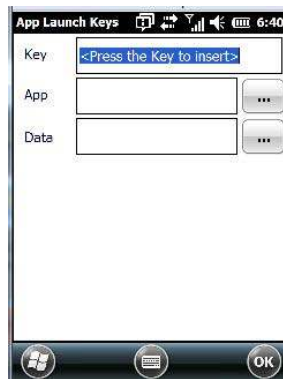 App Launch Keys 6:40
Key <Press the Key to insert>
App ...
Data ...
OK